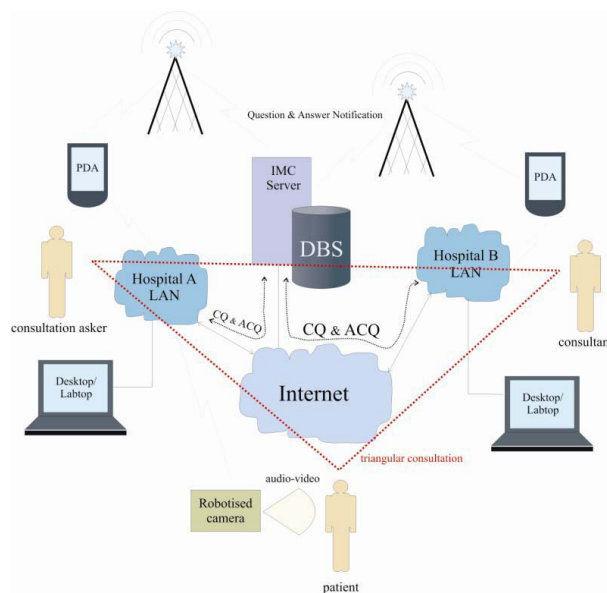 Question & Answer Notification
PDA
IMC
Server
PDA
DBS
Hospital A
LAN
Hospital B
LAN
consultation asker
CQ & ACQ
CQ & ACQ
consultan
Desktop/
Labtop
Internet
Desktop/
Labtop
triangular consultation
audio-video
Robotised
camera
patient